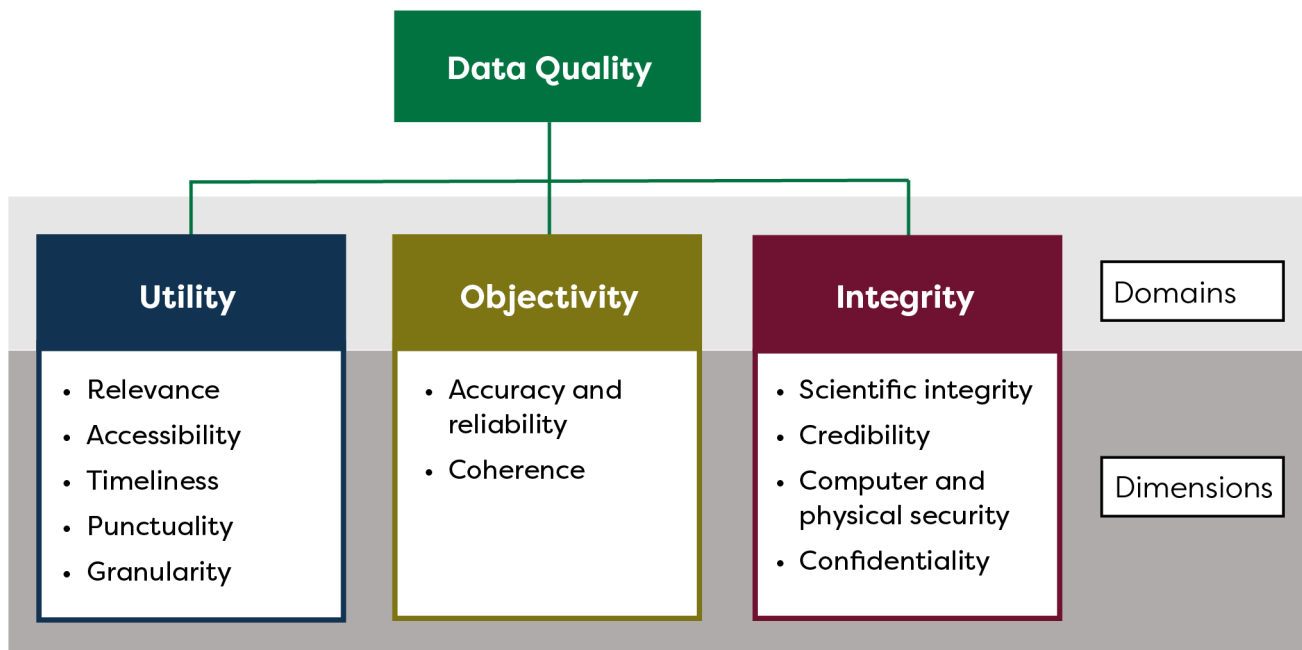 Data Quality
Utility
Objectivity
Integrity
Domains
• Relevance
• Accessibility
• Timeliness
• Punctuality
• Granularity
• Accuracy and
reliability
• Coherence
• Scientific integrity
• Credibility
• Computer and
physical security
• Confidentiality
Dimensions